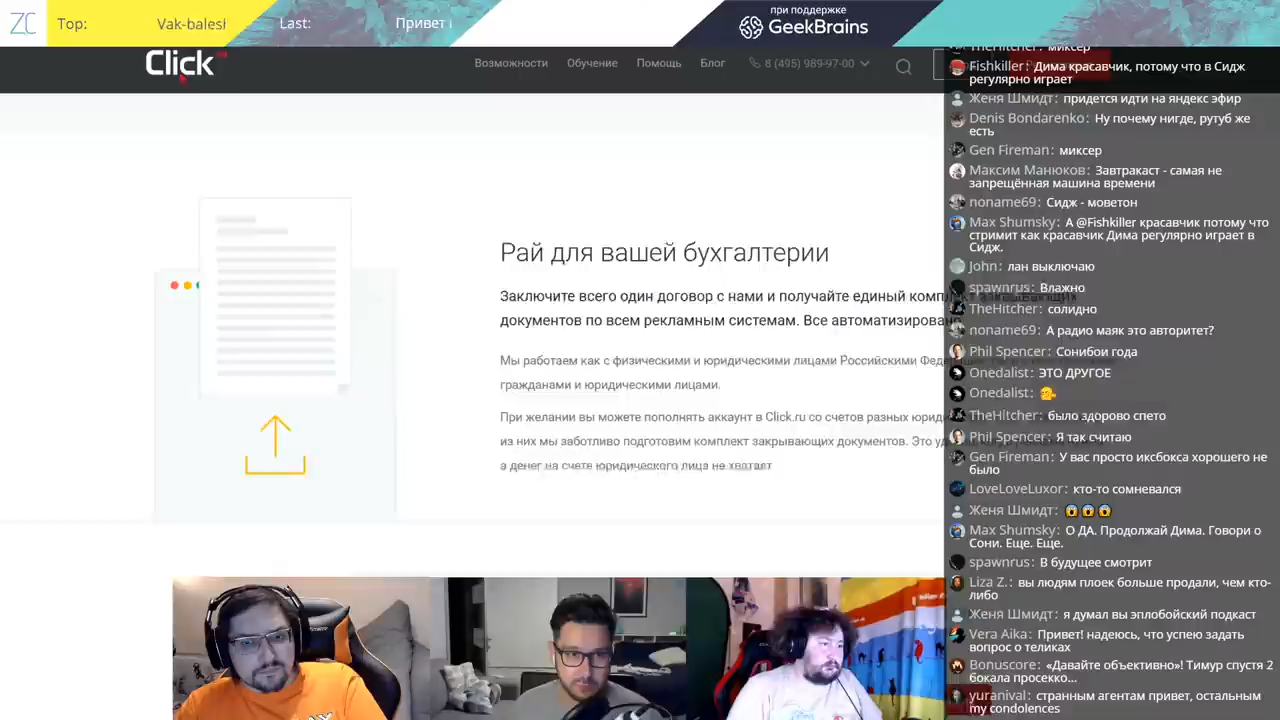 ZC
Top:
Vak-balesl
Last:
Привет
при поддержке
GeekBrains
Click
Возможности
Обучение
Помощь
Блог
8 (495) 989-97-00
Рай для вашей бухгалтерии
Заключите всего один договор с нами и получайте единый комп
документов по всем рекламным системам. Все автоматизирован
Мы работаем как с физическими и юридическими лицами Российскими Федер
гражданами и юридическими лицами.
При желании вы можете пополнять аккаунт в Click.ru со счетов разных юрид
из них мы заботливо подготовим комплект закрывающих документов. Это уд
а денег на счете юридического лица не хватает
TheHitcher: миксер
Fishkiller: Дима красавчик, потому что в Сидж
регулярно играет
Женя Шмидт: придется идти на яндекс эфир
Denis Bondarenko: Ну почему нигде, рутуб же
есть
Gen Fireman: миксер
Максим Манюков: Завтракаст - самая не
запрещённая машина времени
noname69: Сидж - моветон
Max Shumsky: А @Fishkiller красавчик потому что
стримит как красавчик Дима регулярно играет в
Сидж.
John: лан выключаю
spawnrus: Влажно
TheHitcher: солидно
noname69: А радио маяк это авторитет?
Phil Spencer: Сонибои года
Onedalist: ЭТО ДРУГОЕ
Onedalist:
TheHitcher: было здорово спето
Phil Spencer: Я так считаю
Gen Fireman: У вас просто иксбокса хорошего не
было
LoveLoveLuxor: кто-то сомневался
Женя Шмидт: 😱😱😱
Max Shumsky: О ДА. Продолжай Дима. Говори о
Сони. Еще. Еще.
spawnrus: В будущее смотрит
Liza Z.: вы людям плоек больше продали, чем кто-
либо
Женя Шмидт: я думал вы эплобойский подкаст
Vera Aika: Привет! надеюсь, что успею задать
вопрос о теликах
Bonuscore: «Давайте объективно»! Тимур спустя 2
бокала просекко...
yuranival: странным агентам привет, остальным
my condolences